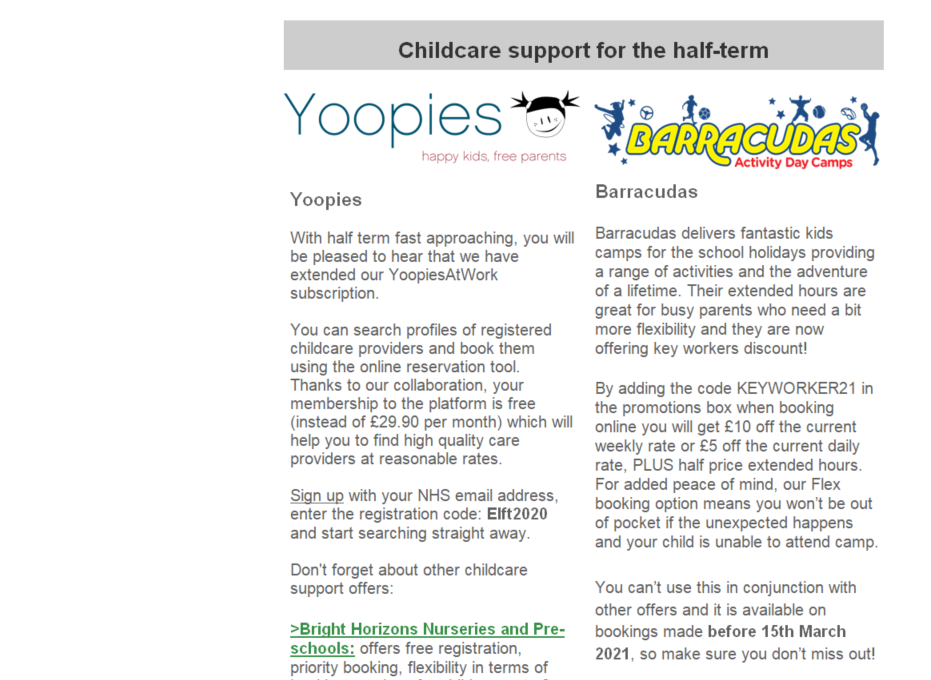 Childcare support for the half-term
Yoopies
happy kids, free parents
Yoopies
With half term fast approaching, you will
be pleased to hear that we have
extended our YoopiesAtWork
subscription.
You can search profiles of registered
childcare providers and book them
using the online reservation tool.
Thanks to our collaboration, your
membership to the platform is free
(instead of £29.90 per month) which will
help you to find high quality care
providers at reasonable rates.
Sign up with your NHS email address,
enter the registration code: Elft2020
and start searching straight away.
Don't forget about other childcare
support offers:
>Bright Horizons Nurseries and Pre-
schools: offers free registration,
priority booking, flexibility in terms of
BARRACUDAS
Activity Day Camps
Barracudas
Barracudas delivers fantastic kids
camps for the school holidays providing
a range of activities and the adventure
of a lifetime. Their extended hours are
great for busy parents who need a bit
more flexibility and they are now
offering key workers discount!
By adding the code KEYWORKER21 in
the promotions box when booking
online you will get £10 off the current
weekly rate or £5 off the current daily
rate, PLUS half price extended hours.
For added peace of mind, our Flex
booking option means you won't be out
of pocket if the unexpected happens
and your child is unable to attend camp.
You can't use this in conjunction with
other offers and it is available on
bookings made before 15th March
2021, so make sure you don't miss out!